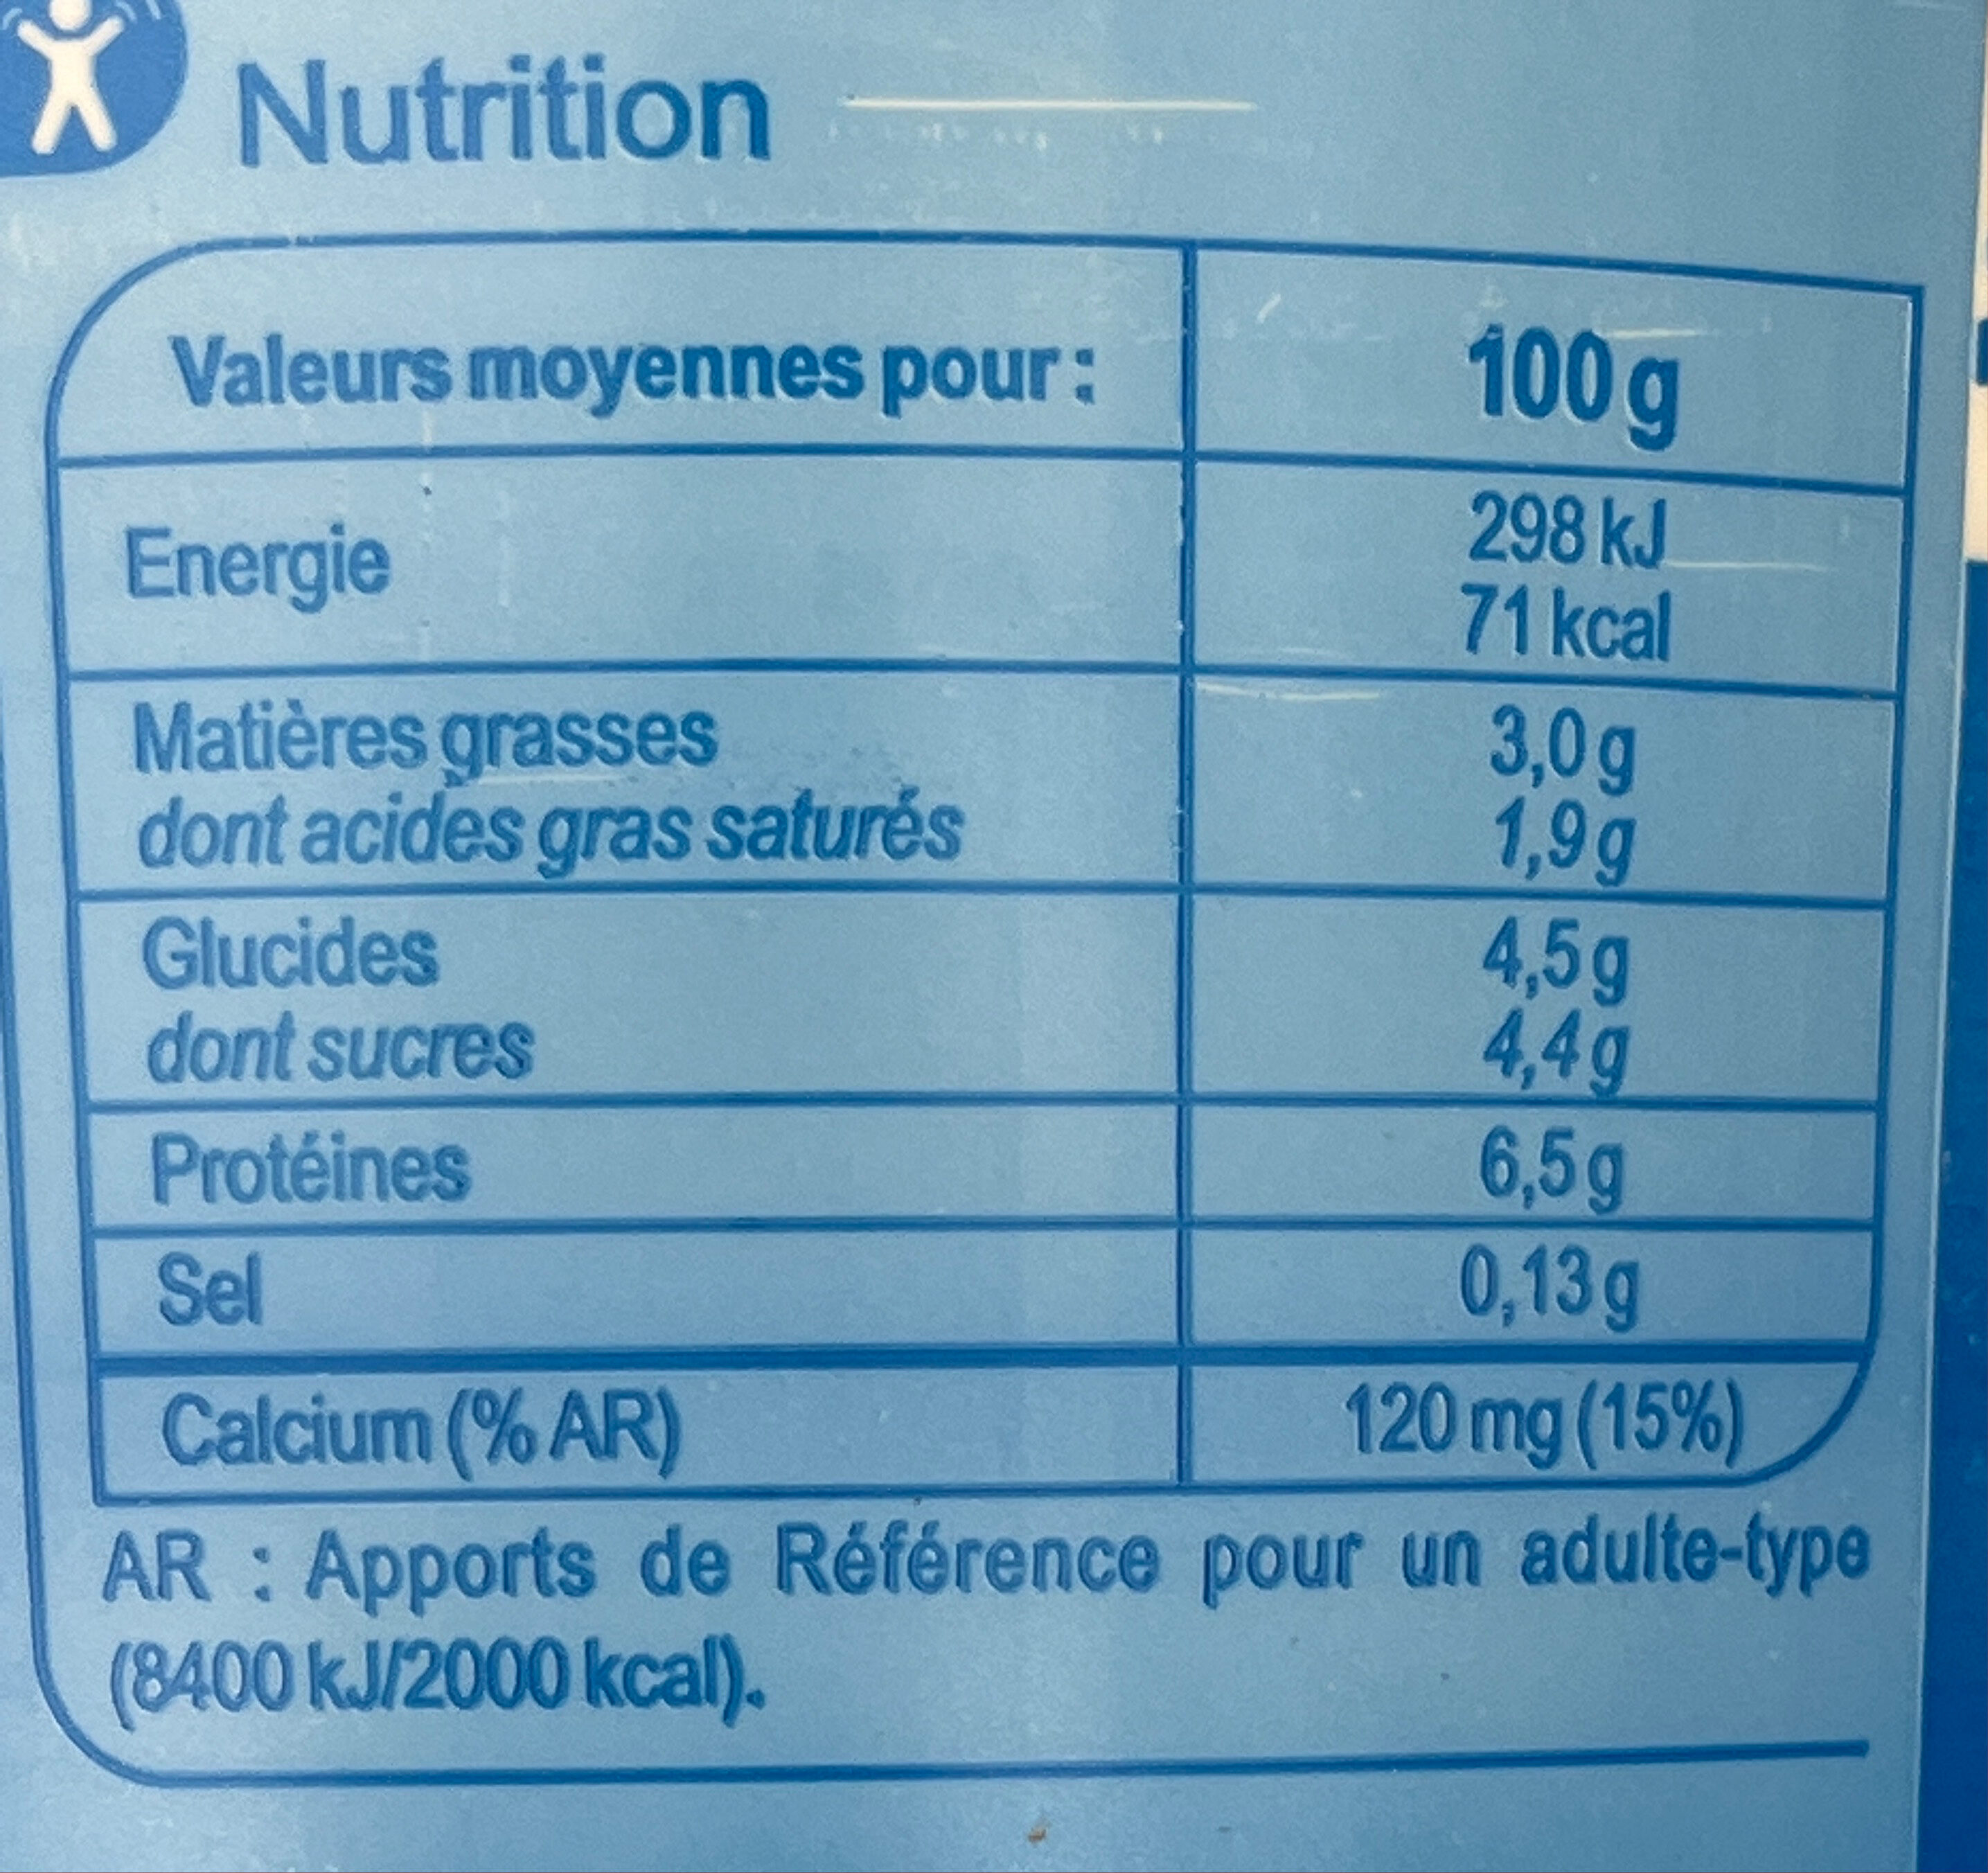 Nutrition
Valeurs moyennes pour : 100 g
Energie 298 kJ
71 kcal
Matières grasses 3,0 g
dont acides gras saturés 1,9 g
Glucides 4,5 g
dont sucres 4,4 g
Protéines 6,5 g
Sel 0,13 g
Calcium (% AR) 120 mg (15%)
AR : Apports de Référence pour un adulte-type
(8400 kJ/2000 kcal).